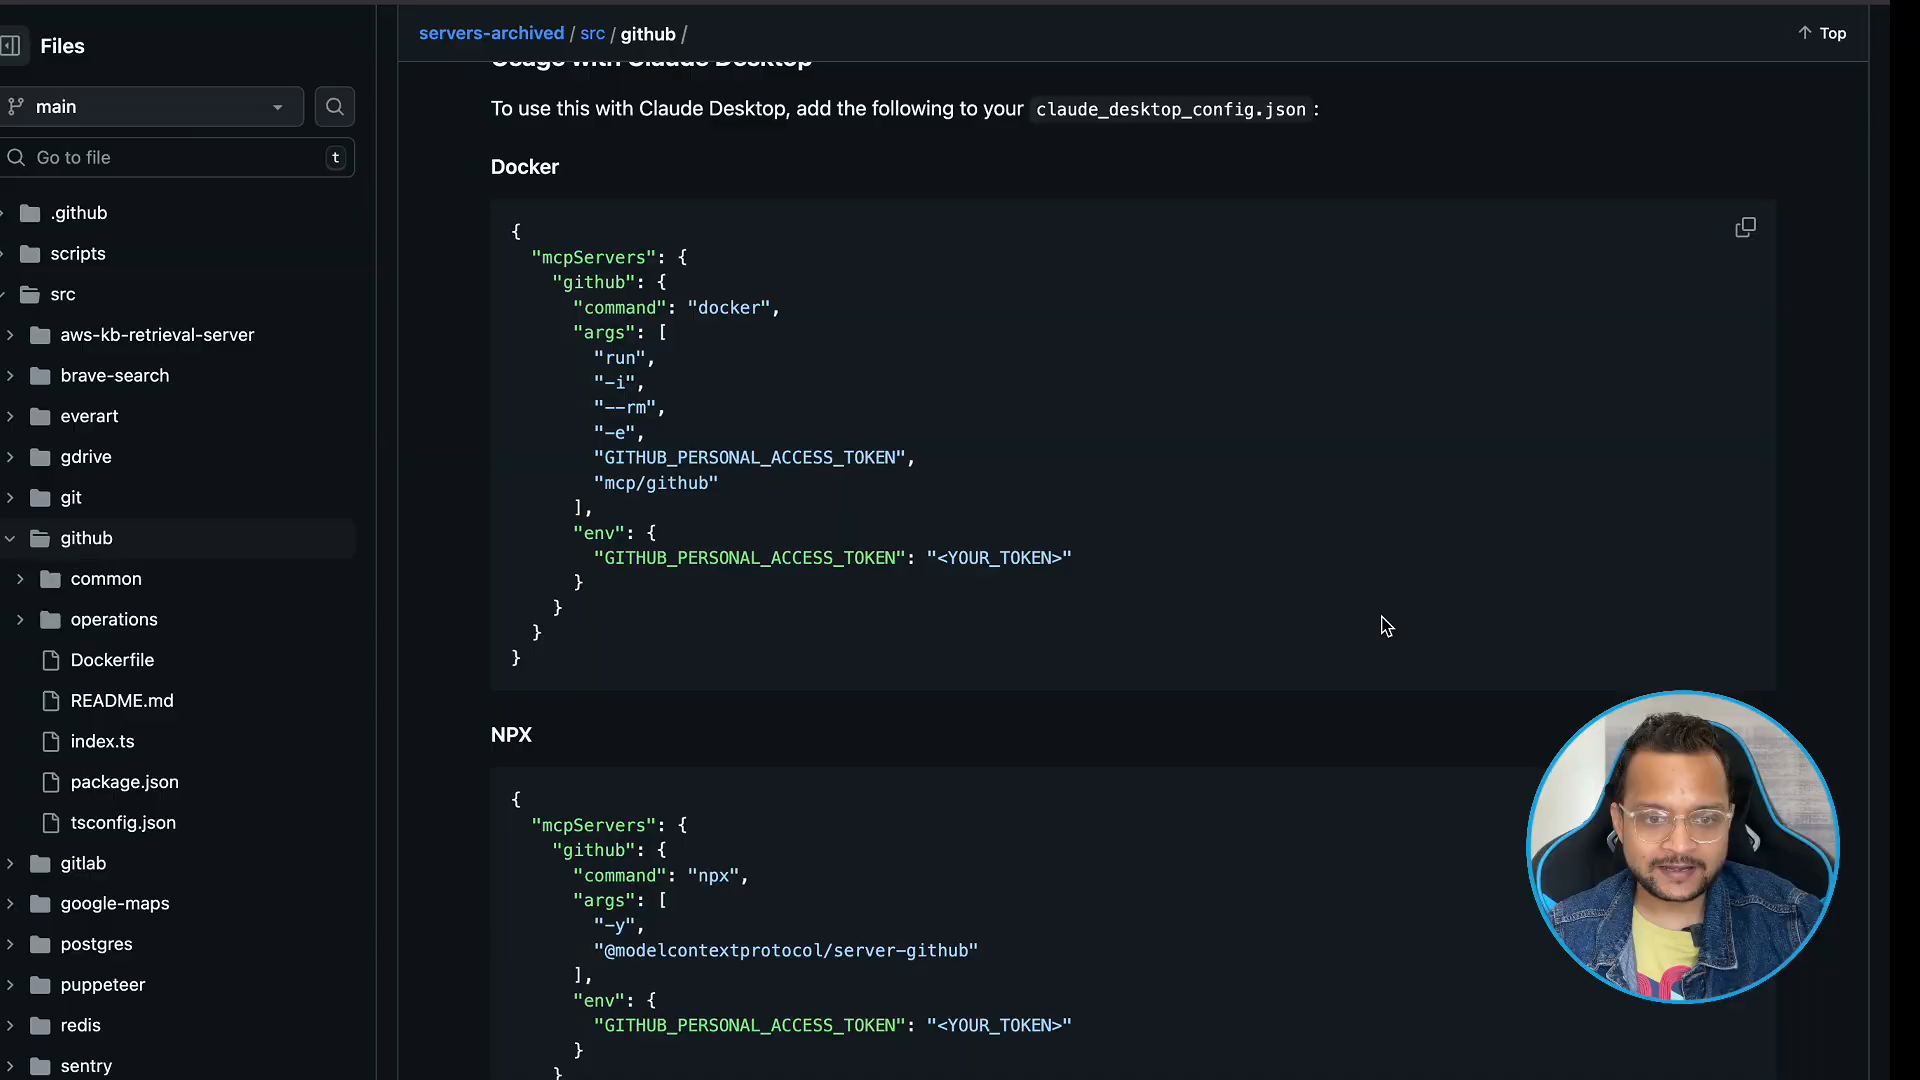 Files
main
Go to file
t
.github
scripts
src
aws-kb-retrieval-server
brave-search
everart
gdrive
git
github
common
operations
Dockerfile
README.md
index.ts
package.json
tsconfig.json
gitlab
google-maps
postgres
puppeteer
redis
sentry
servers-archived / src / github /
Top
Usage with Claude Desktop
To use this with Claude Desktop, add the following to your claude_desktop_config.json :
Docker
{
"mcpServers": {
"github": {
"command": "docker",
"args": [
"run",
"-i",
"--rm",
"-e",
"GITHUB_PERSONAL_ACCESS_TOKEN",
"mcp/github"
],
"env": {
"GITHUB_PERSONAL_ACCESS_TOKEN": "<YOUR_TOKEN>"
}
}
}
}
NPX
{
"mcpServers": {
"github": {
"command": "npx",
"args": [
"-y",
"@modelcontextprotocol/server-github"
],
"env": {
"GITHUB_PERSONAL_ACCESS_TOKEN": "<YOUR_TOKEN>"
}
}